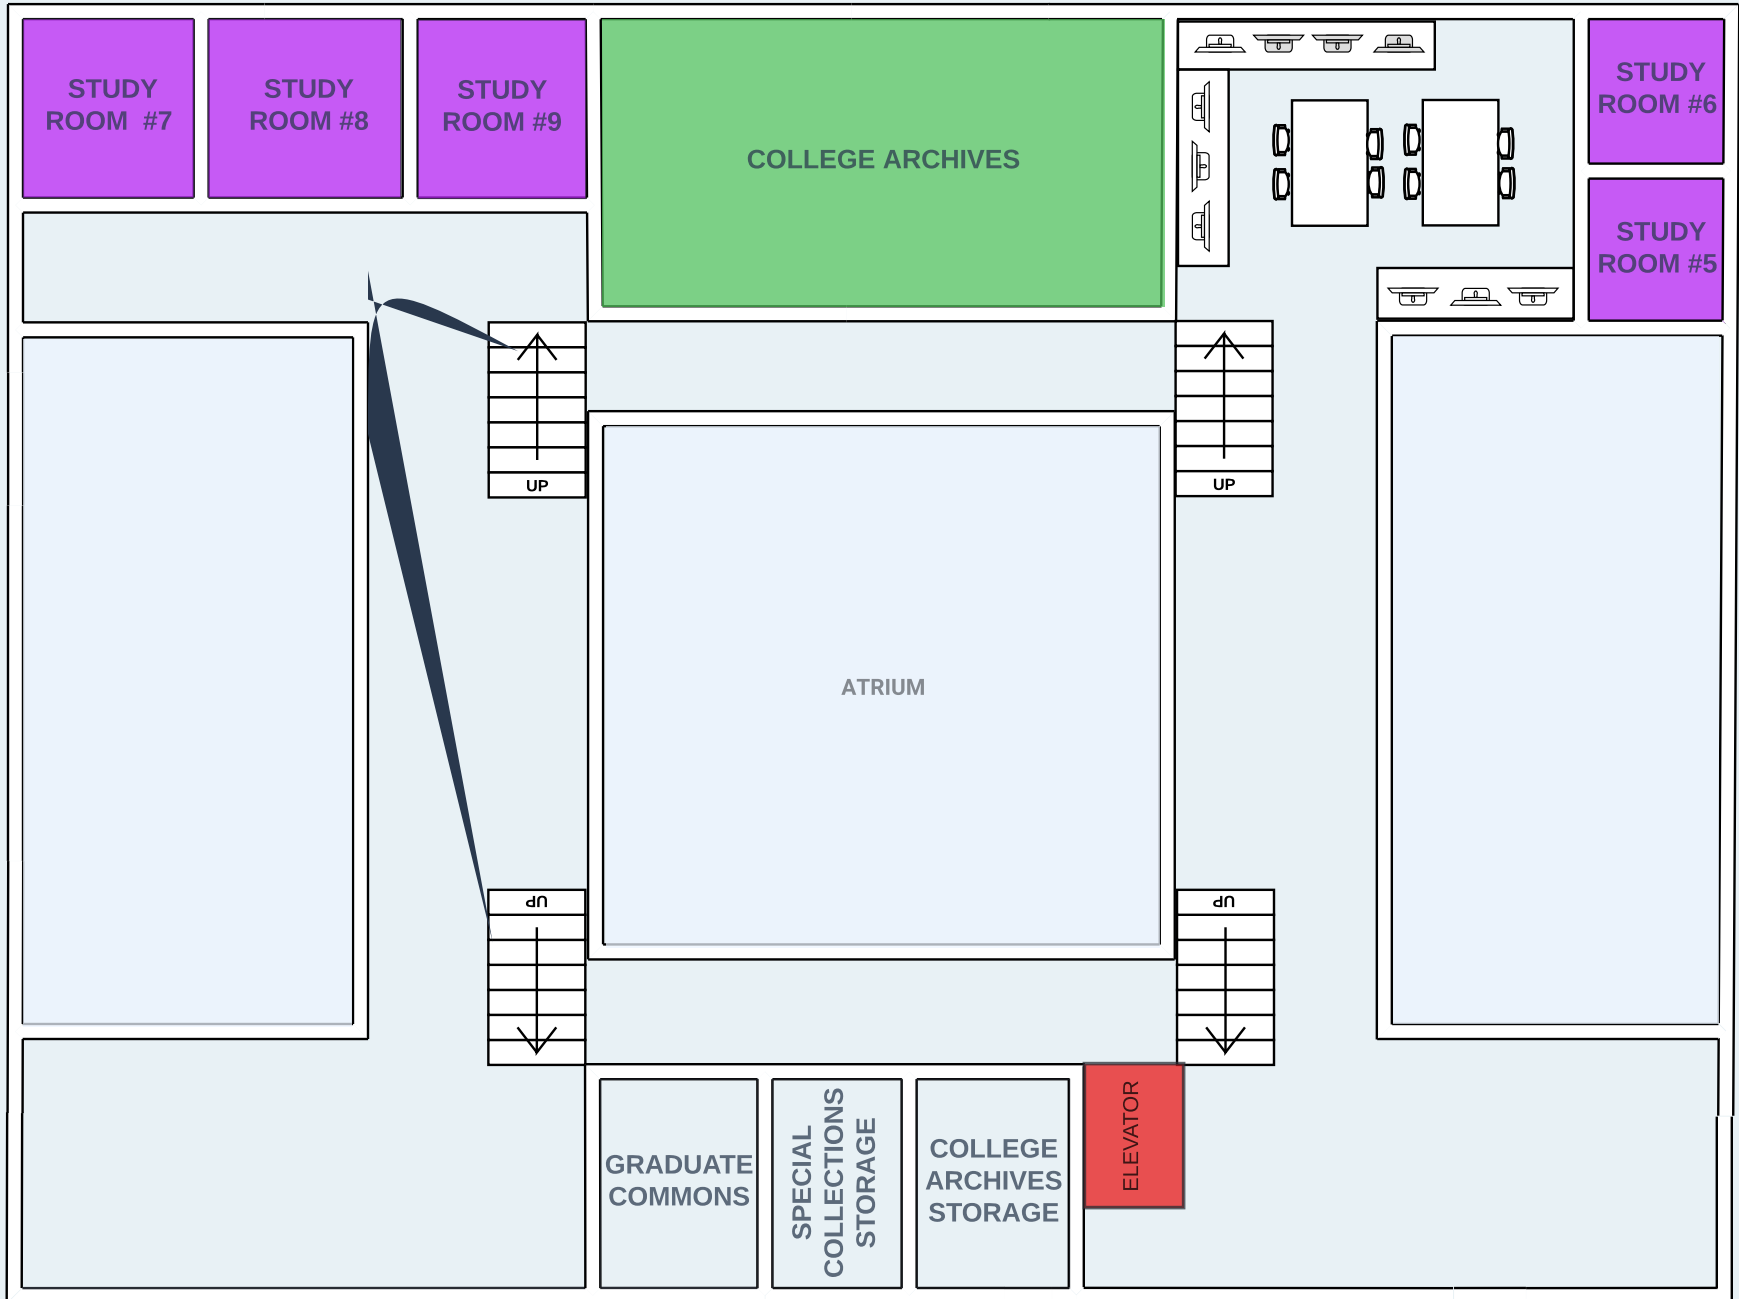 STUDY
ROOM #7
STUDY
ROOM #8
STUDY
ROOM #9
COLLEGE ARCHIVES
STUDY
ROOM #6
STUDY
ROOM #5
UP
UP
ATRIUM
UP
UP
GRADUATE
COMMONS
SPECIAL
COLLECTIONS
STORAGE
COLLEGE
ARCHIVES
STORAGE
ELEVATOR